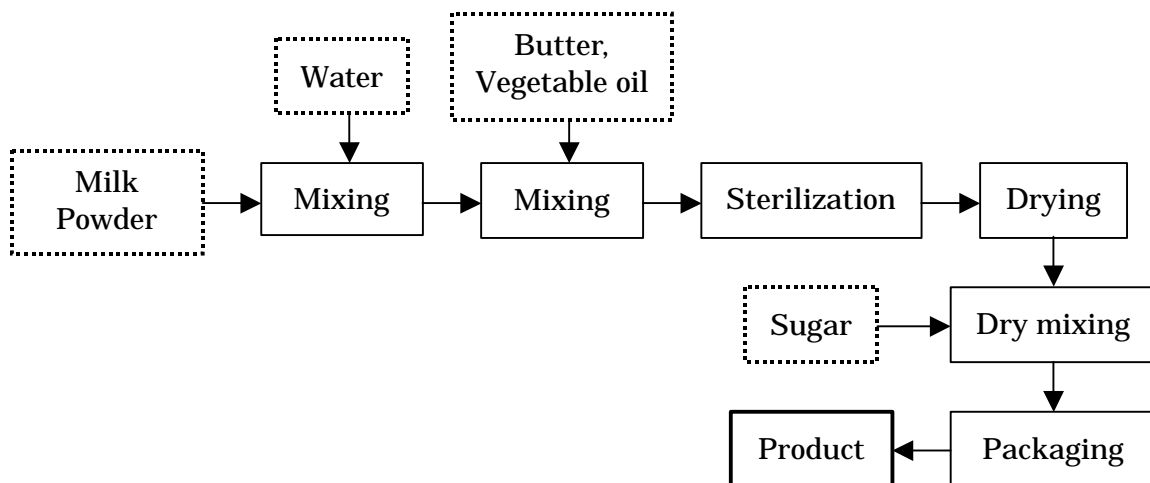 Water
Butter,
Vegetable oil
Milk
Powder
Mixing
Mixing
Sterilization
Drying
Sugar
Dry mixing
Product
Packaging